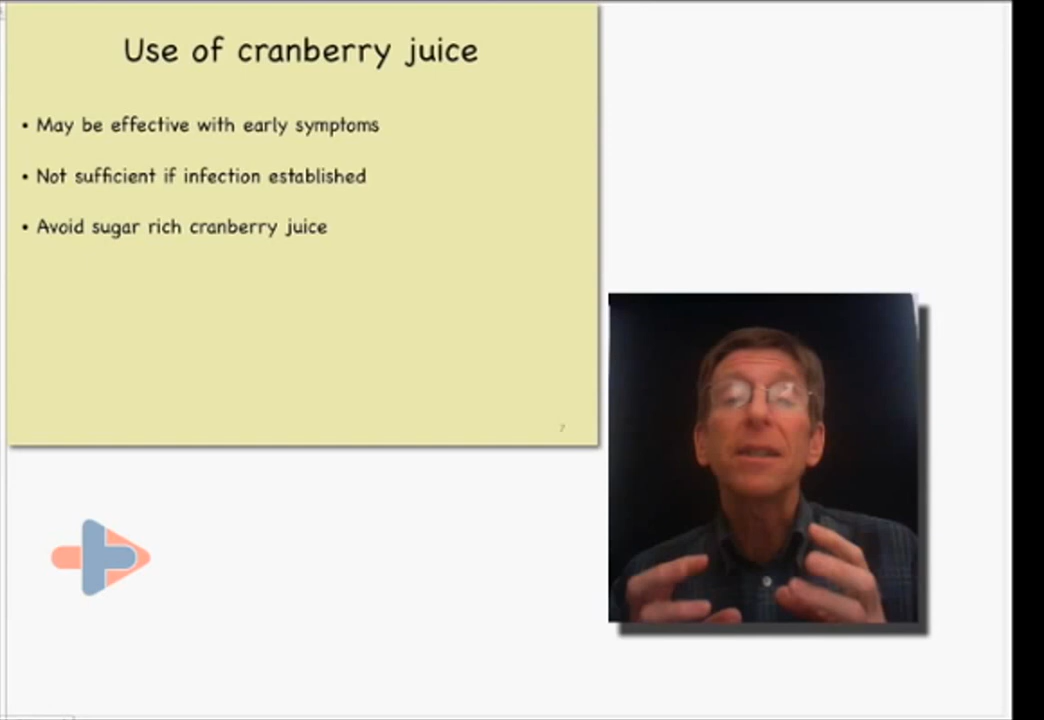 Use of cranberry juice
• May be effective with early symptoms
• Not sufficient if infection established
• Avoid sugar rich cranberry juice
7